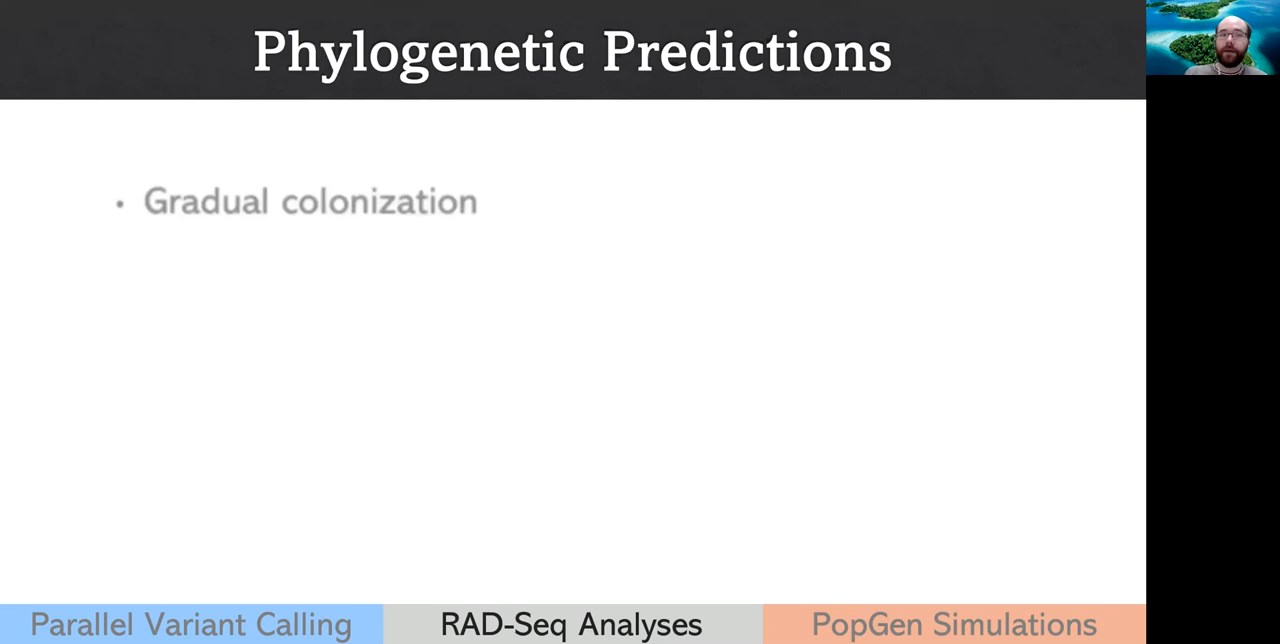 Phylogenetic Predictions
• Gradual colonization
Parallel Variant Calling
RAD-Seq Analyses
PopGen Simulations